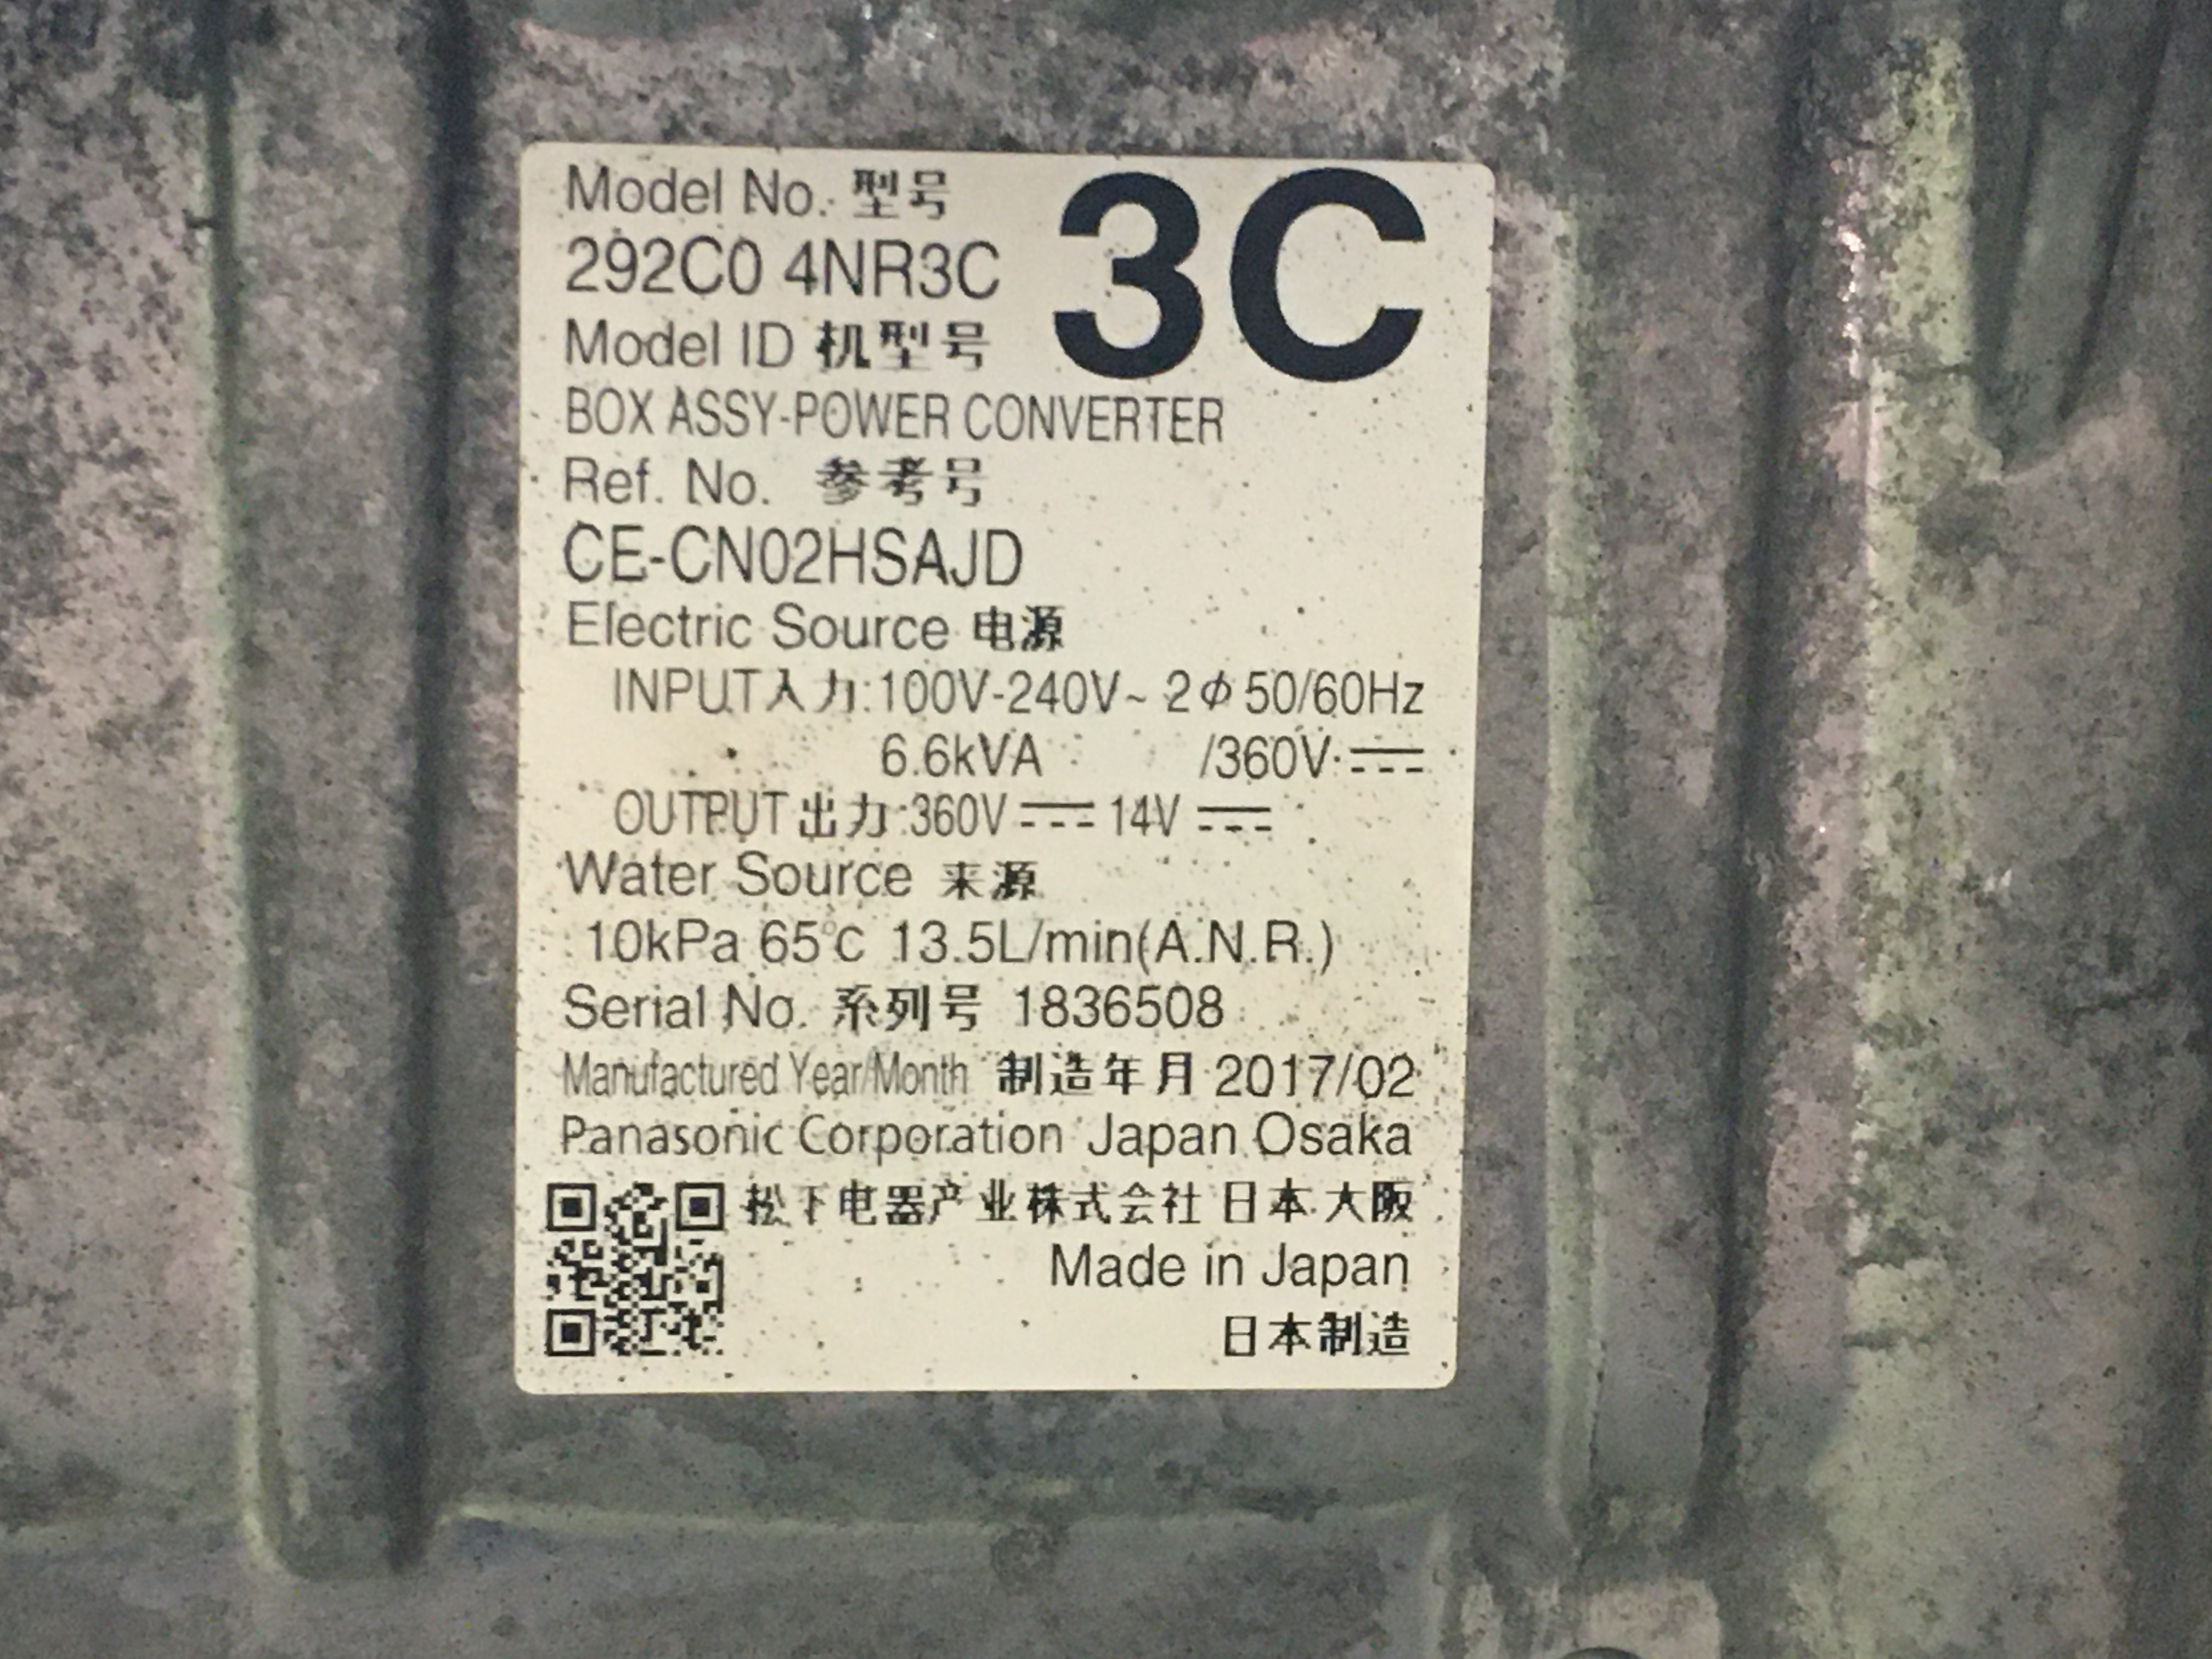 Model No. 型号
3C
292C0 4NR3C
Model ID 机型号
BOX ASSY-POWER CONVERTER
Ref. No. 参考号
CE-CN02HSAJD
Electric Source 电源
INPUT入力:100V-240V~ 2φ50/60Hz
6.6kVA /360V⎓
OUTPUT出力:360V⎓14V⎓
Water Source 来源
10kPa 65℃ 13.5L/min(A.N.R.)
Serial No. 系列号 1836508
Manufactured Year/Month 制造年月 2017/02
Panasonic Corporation Japan Osaka
松下电器产业株式会社 日本 大阪
Made in Japan
日本制造